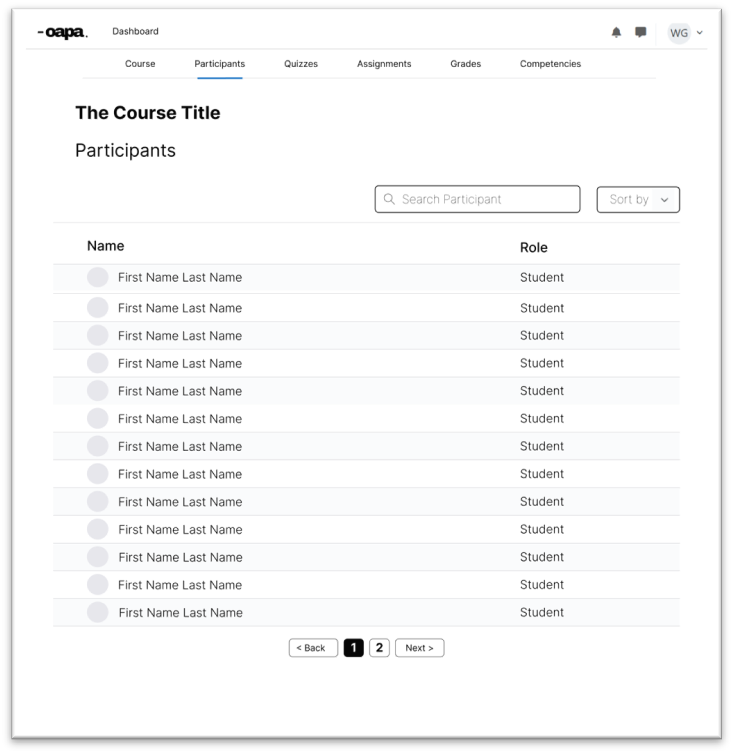 -oapa. Dashboard WG
Course Participants Quizzes Assignments Grades Competencies
The Course Title
Participants
Search Participant Sort by
Name Role
First Name Last Name Student
First Name Last Name Student
First Name Last Name Student
First Name Last Name Student
First Name Last Name Student
First Name Last Name Student
First Name Last Name Student
First Name Last Name Student
First Name Last Name Student
First Name Last Name Student
First Name Last Name Student
First Name Last Name Student
First Name Last Name Student
< Back 1 2 Next >